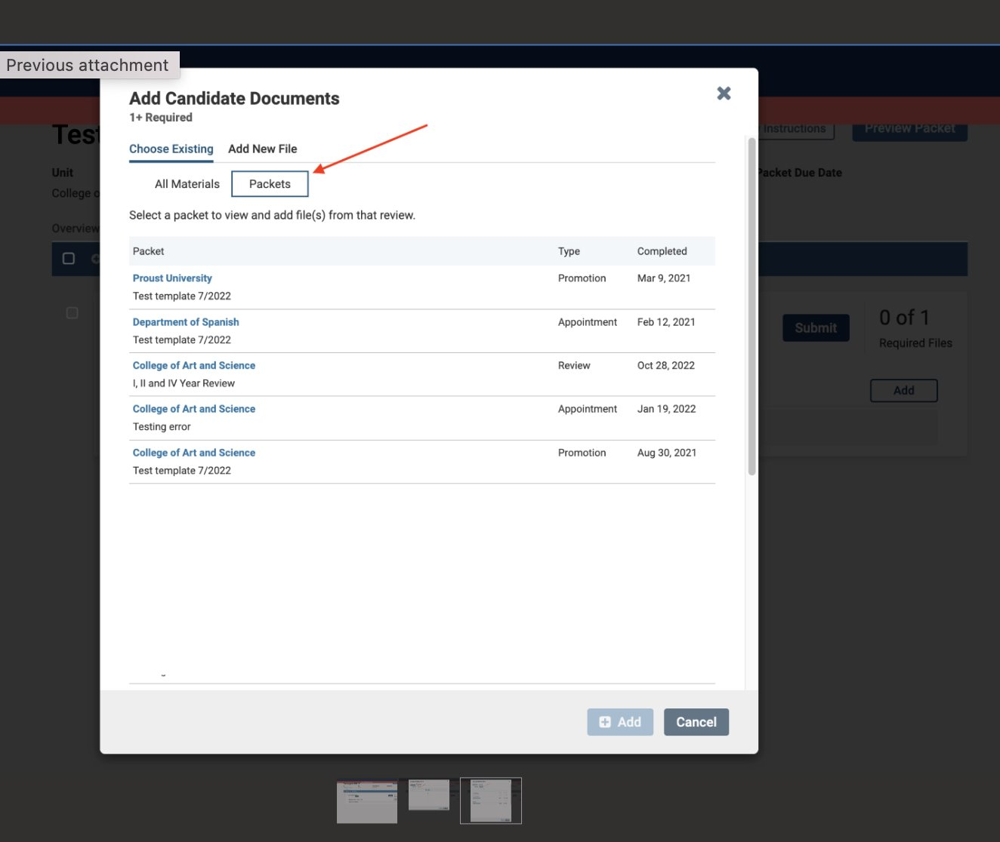 Previous attachment
Add Candidate Documents
1+ Required
Test
Instructions
Preview Packet
Choose Existing Add New File
Unit
Packet Due Date
All Materials Packets
College o
Select a packet to view and add file(s) from that review.
Overview
Packet Type Completed
Proust University Promotion Mar 9, 2021
Test template 7/2022
Department of Spanish Appointment Feb 12, 2021
Test template 7/2022
College of Art and Science Review Oct 28, 2022
I, II and IV Year Review
College of Art and Science Appointment Jan 19, 2022
Testing error
College of Art and Science Promotion Aug 30, 2021
Test template 7/2022
Submit
0 of 1
Required Files
Add
Add Cancel